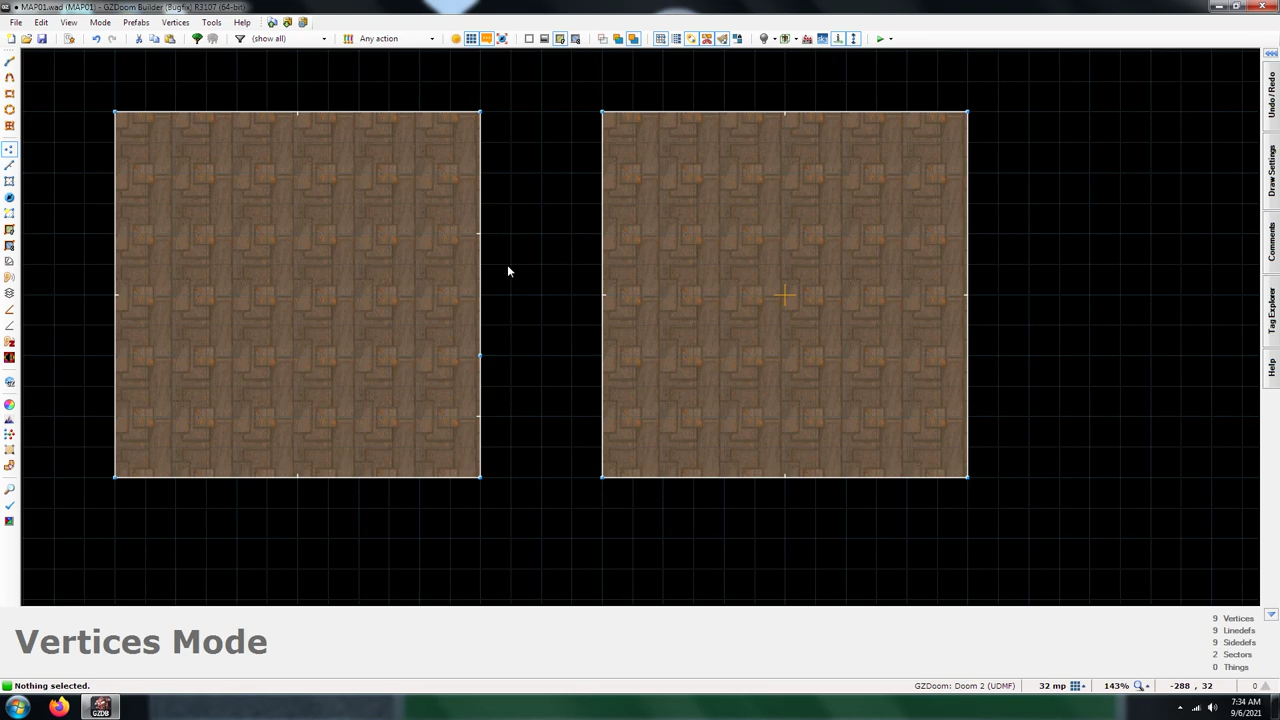 MAP01.wad (MAP01) - GZDoom Builder (Bugfix) R3107 (64-bit)
File Edit View Mode Prefabs Vertices Tools Help
(show all) Any action
Undo / Redo
Draw Settings
Comments
Tag Explorer
Help
Vertices Mode
9 Vertices
9 Linedefs
9 Sidedefs
2 Sectors
0 Things
Nothing selected. GZDoom: Doom 2 (UDMF) 32 mp 143% -288 , 32 0
GZDB
7:34 AM
9/6/2021